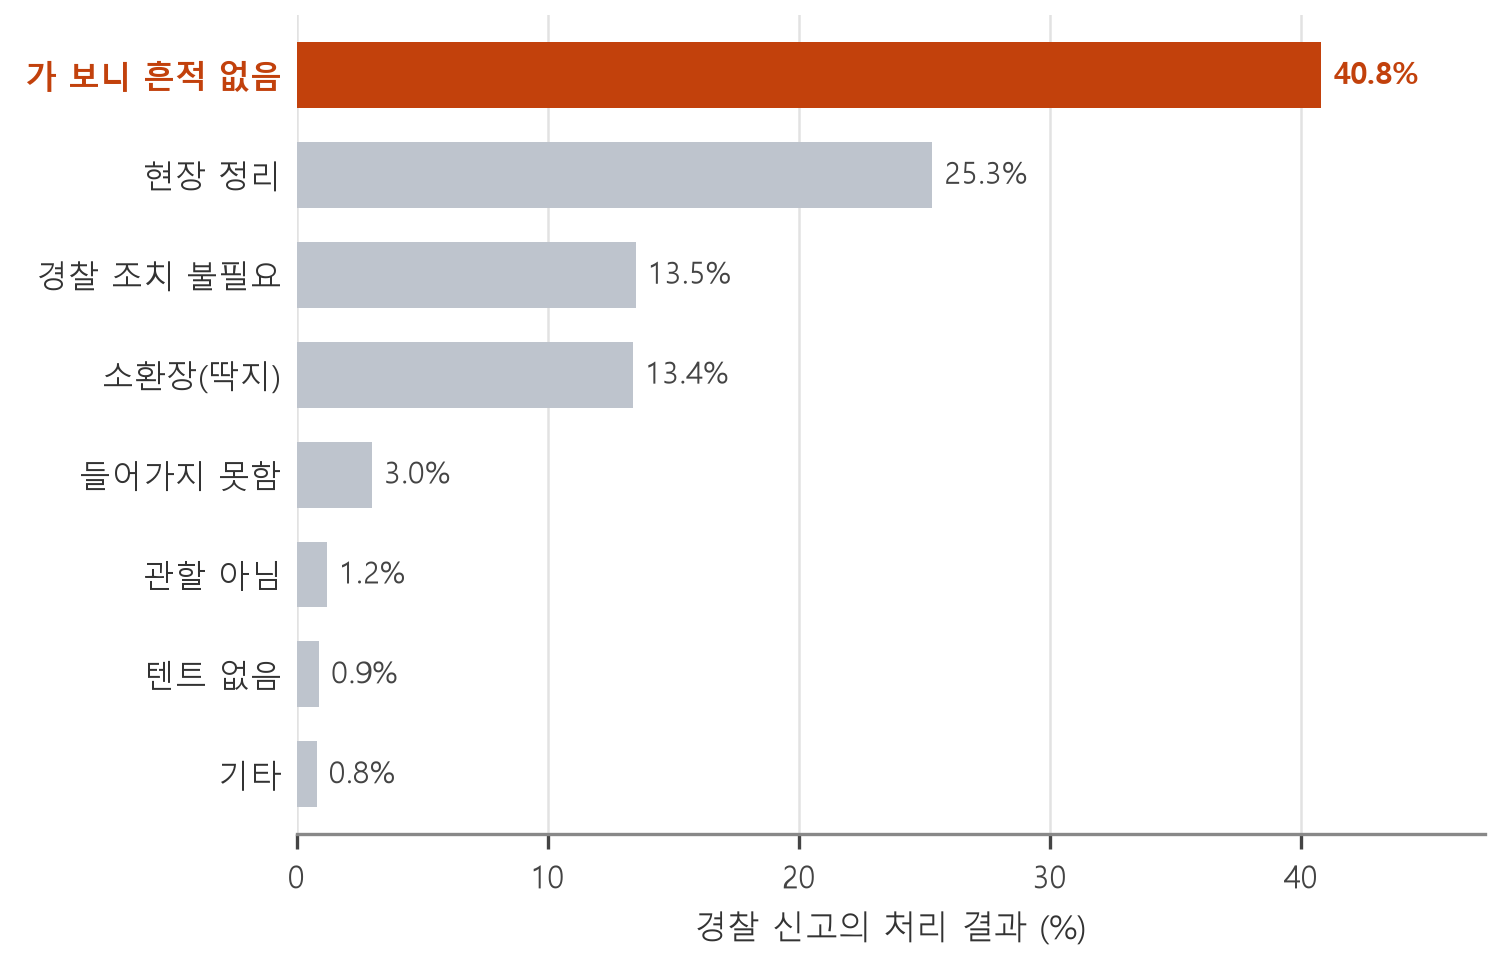 가 보니 흔적 없음 40.8%
현장 정리 25.3%
경찰 조치 불필요 13.5%
소환장(딱지) 13.4%
들어가지 못함 3.0%
관할 아님 1.2%
텐트 없음 0.9%
기타 0.8%
0 10 20 30 40
경찰 신고의 처리 결과 (%)